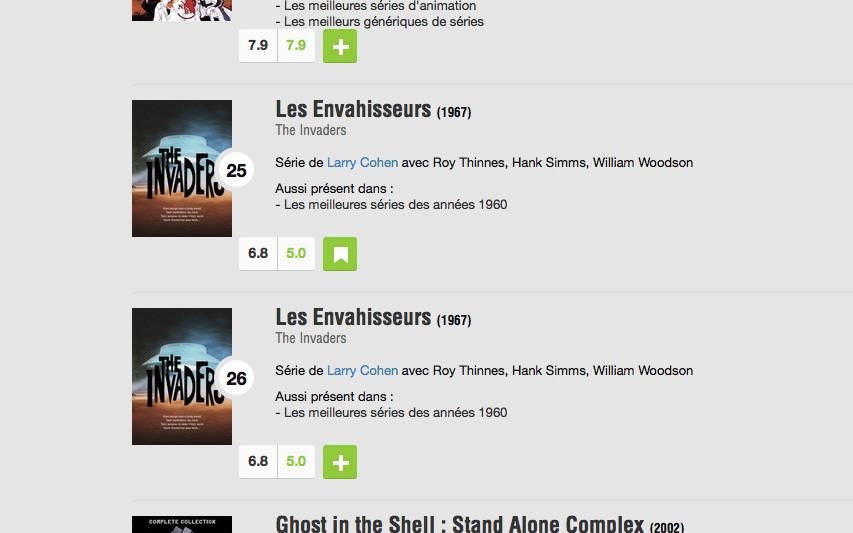 - Les meilleures séries d'animation
- Les meilleurs génériques de séries
7.9 7.9 +
Les Envahisseurs (1967)
The Invaders
THE
INVADERS
25
Série de Larry Cohen avec Roy Thinnes, Hank Simms, William Woodson
Aussi présent dans :
- Les meilleures séries des années 1960
6.8 5.0
Les Envahisseurs (1967)
The Invaders
THE
INVADERS
26
Série de Larry Cohen avec Roy Thinnes, Hank Simms, William Woodson
Aussi présent dans :
- Les meilleures séries des années 1960
6.8 5.0 +
COMPLETE COLLECTION
Ghost in the Shell : Stand Alone Complex (2002)